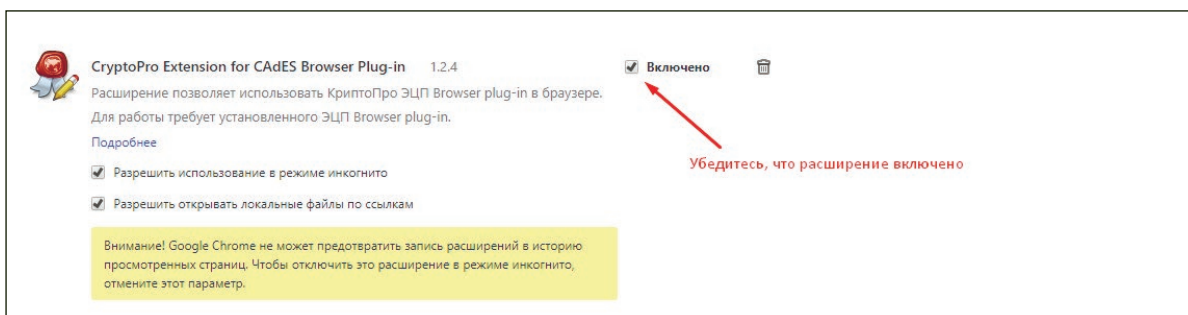 CryptoPro Extension for CAdES Browser Plug-in 1.2.4
Включено
Расширение позволяет использовать КриптоПро ЭЦП Browser plug-in в браузере.
Для работы требует установленного ЭЦП Browser plug-in.
Подробнее
Убедитесь, что расширение включено
Разрешить использование в режиме инкогнито
Разрешить открывать локальные файлы по ссылкам
Внимание! Google Chrome не может предотвратить запись расширений в историю
просмотренных страниц. Чтобы отключить это расширение в режиме инкогнито,
отмените этот параметр.